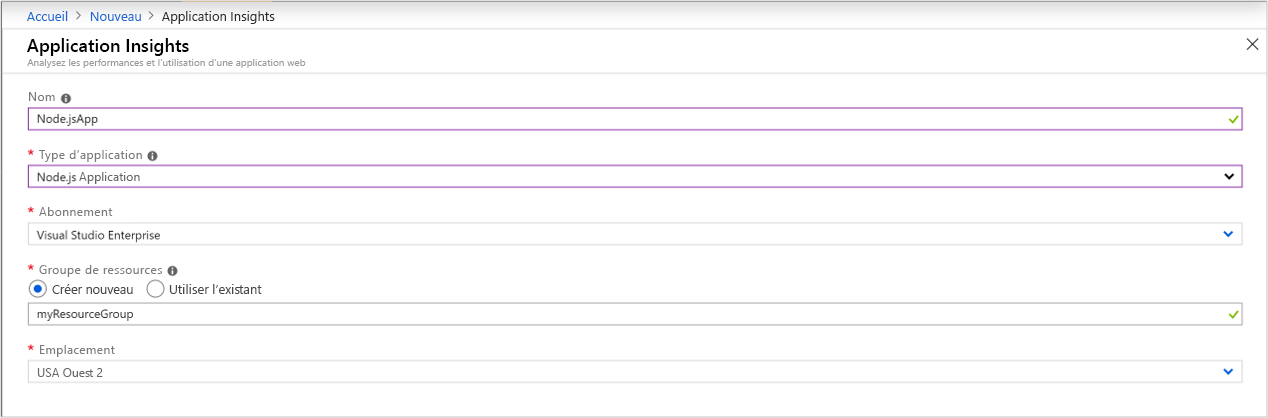 Accueil > Nouveau > Application Insights
Application Insights
Analysez les performances et l'utilisation d'une application web
Nom
Node.jsApp
* Type d'application
Node.js Application
* Abonnement
Visual Studio Enterprise
* Groupe de ressources
Créer nouveau Utiliser l'existant
myResourceGroup
* Emplacement
USA Ouest 2